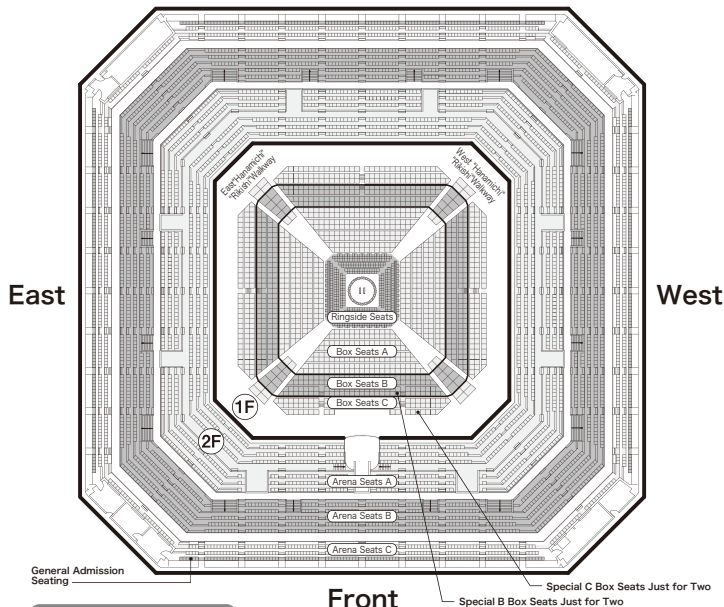 East"Hanamichi"
"Rikishi"Walkway
West "Hanamichi"
"Rikishi"Walkway
East
West
Ringside Seats
Box Seats A
Box Seats B
Box Seats C
1F
2F
Arena Seats A
Arena Seats B
Arena Seats C
General Admission
Seating
Front
Special C Box Seats Just for Two
Special B Box Seats Just for Two